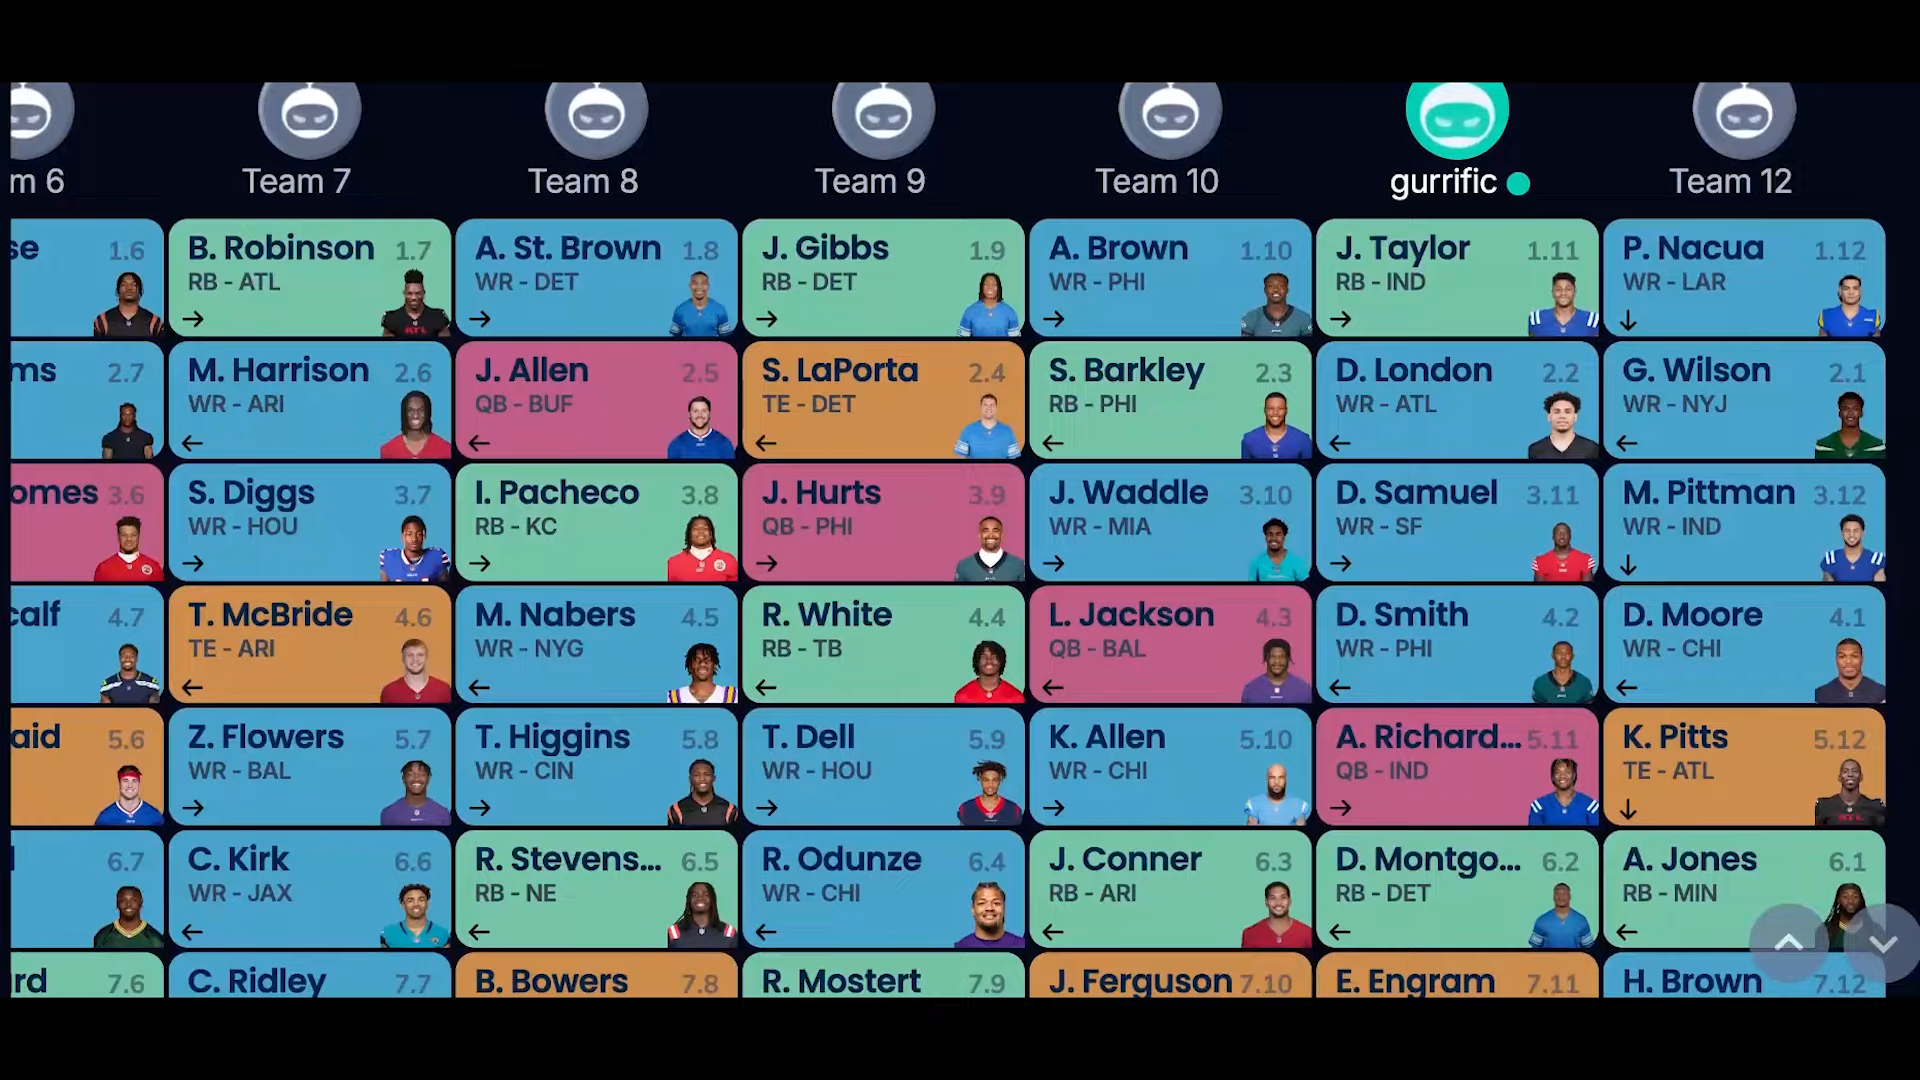 m 6 Team 7 Team 8 Team 9 Team 10 gurrific Team 12
se 1.6 B. Robinson 1.7 A. St. Brown 1.8 J. Gibbs 1.9 A. Brown 1.10 J. Taylor 1.11 P. Nacua 1.12
RB - ATL WR - DET RB - DET WR - PHI RB - IND WR - LAR
ms 2.7 M. Harrison 2.6 J. Allen 2.5 S. LaPorta 2.4 S. Barkley 2.3 D. London 2.2 G. Wilson 2.1
WR - ARI QB - BUF TE - DET RB - PHI WR - ATL WR - NYJ
omes 3.6 S. Diggs 3.7 I. Pacheco 3.8 J. Hurts 3.9 J. Waddle 3.10 D. Samuel 3.11 M. Pittman 3.12
WR - HOU RB - KC QB - PHI WR - MIA WR - SF WR - IND
calf 4.7 T. McBride 4.6 M. Nabers 4.5 R. White 4.4 L. Jackson 4.3 D. Smith 4.2 D. Moore 4.1
TE - ARI WR - NYG RB - TB QB - BAL WR - PHI WR - CHI
aid 5.6 Z. Flowers 5.7 T. Higgins 5.8 T. Dell 5.9 K. Allen 5.10 A. Richard... 5.11 K. Pitts 5.12
WR - BAL WR - CIN WR - HOU WR - CHI QB - IND TE - ATL
6.7 C. Kirk 6.6 R. Stevens... 6.5 R. Odunze 6.4 J. Conner 6.3 D. Montgo... 6.2 A. Jones 6.1
WR - JAX RB - NE WR - CHI RB - ARI RB - DET RB - MIN
rd 7.6 C. Ridley 7.7 B. Bowers 7.8 R. Mostert 7.9 J. Ferguson 7.10 E. Engram 7.11 H. Brown 7.12